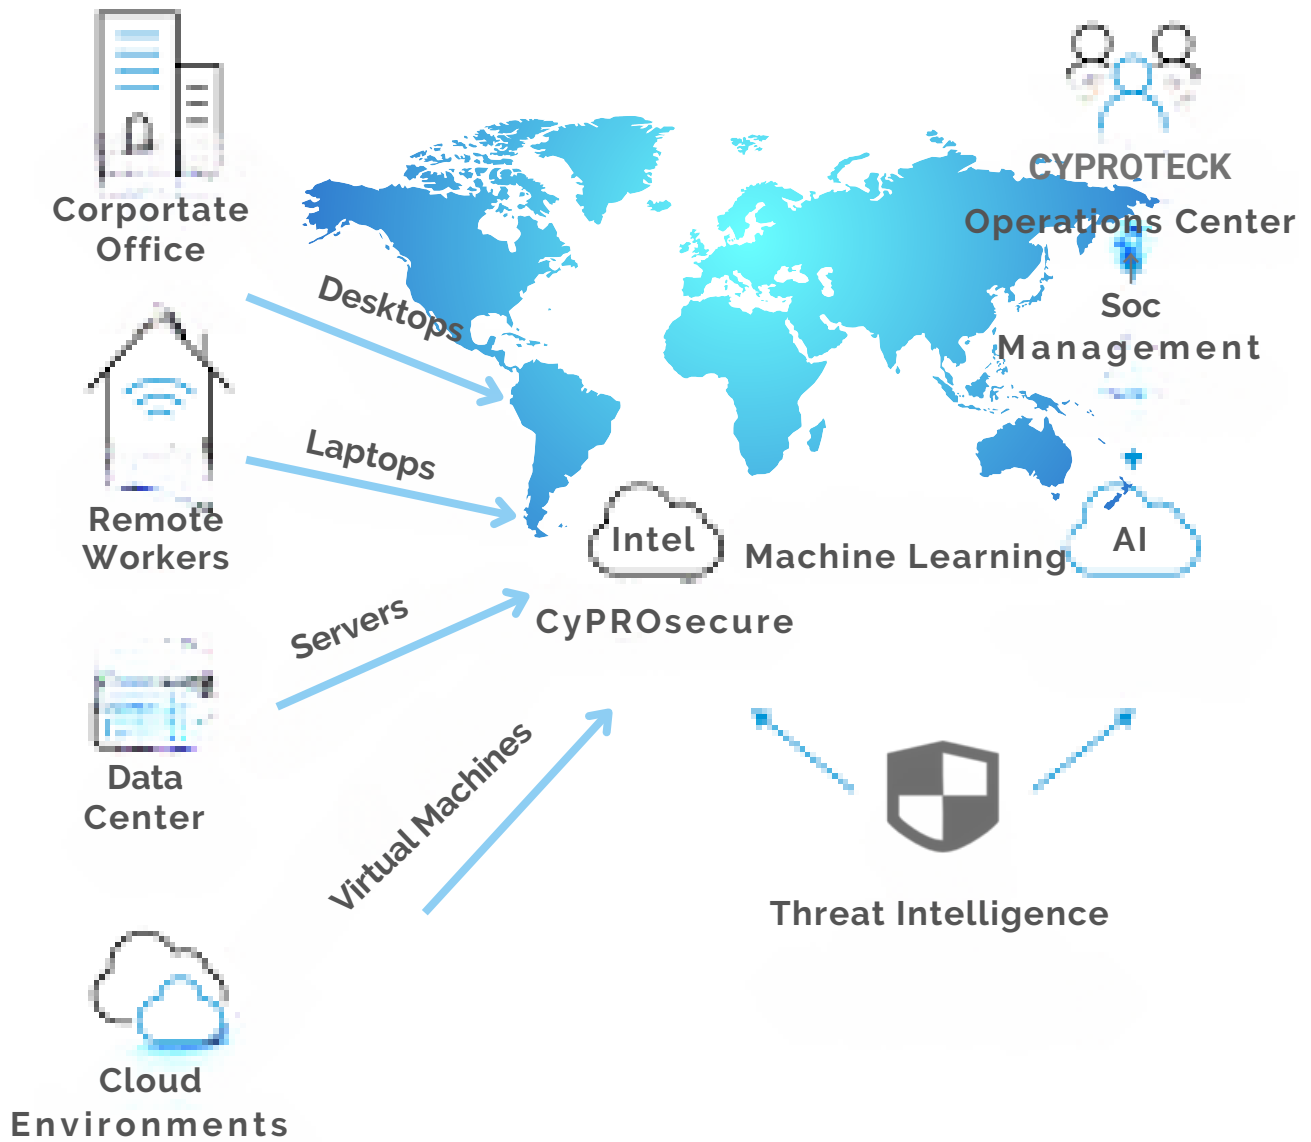 Corportate
Office
Desktops
Remote
Workers
Laptops
Data
Center
Servers
Cloud
Environments
Virtual Machines
Intel
CyPROsecure
Machine Learning
AI
CYPROTECK
Operations Center
Soc
Management
Threat Intelligence